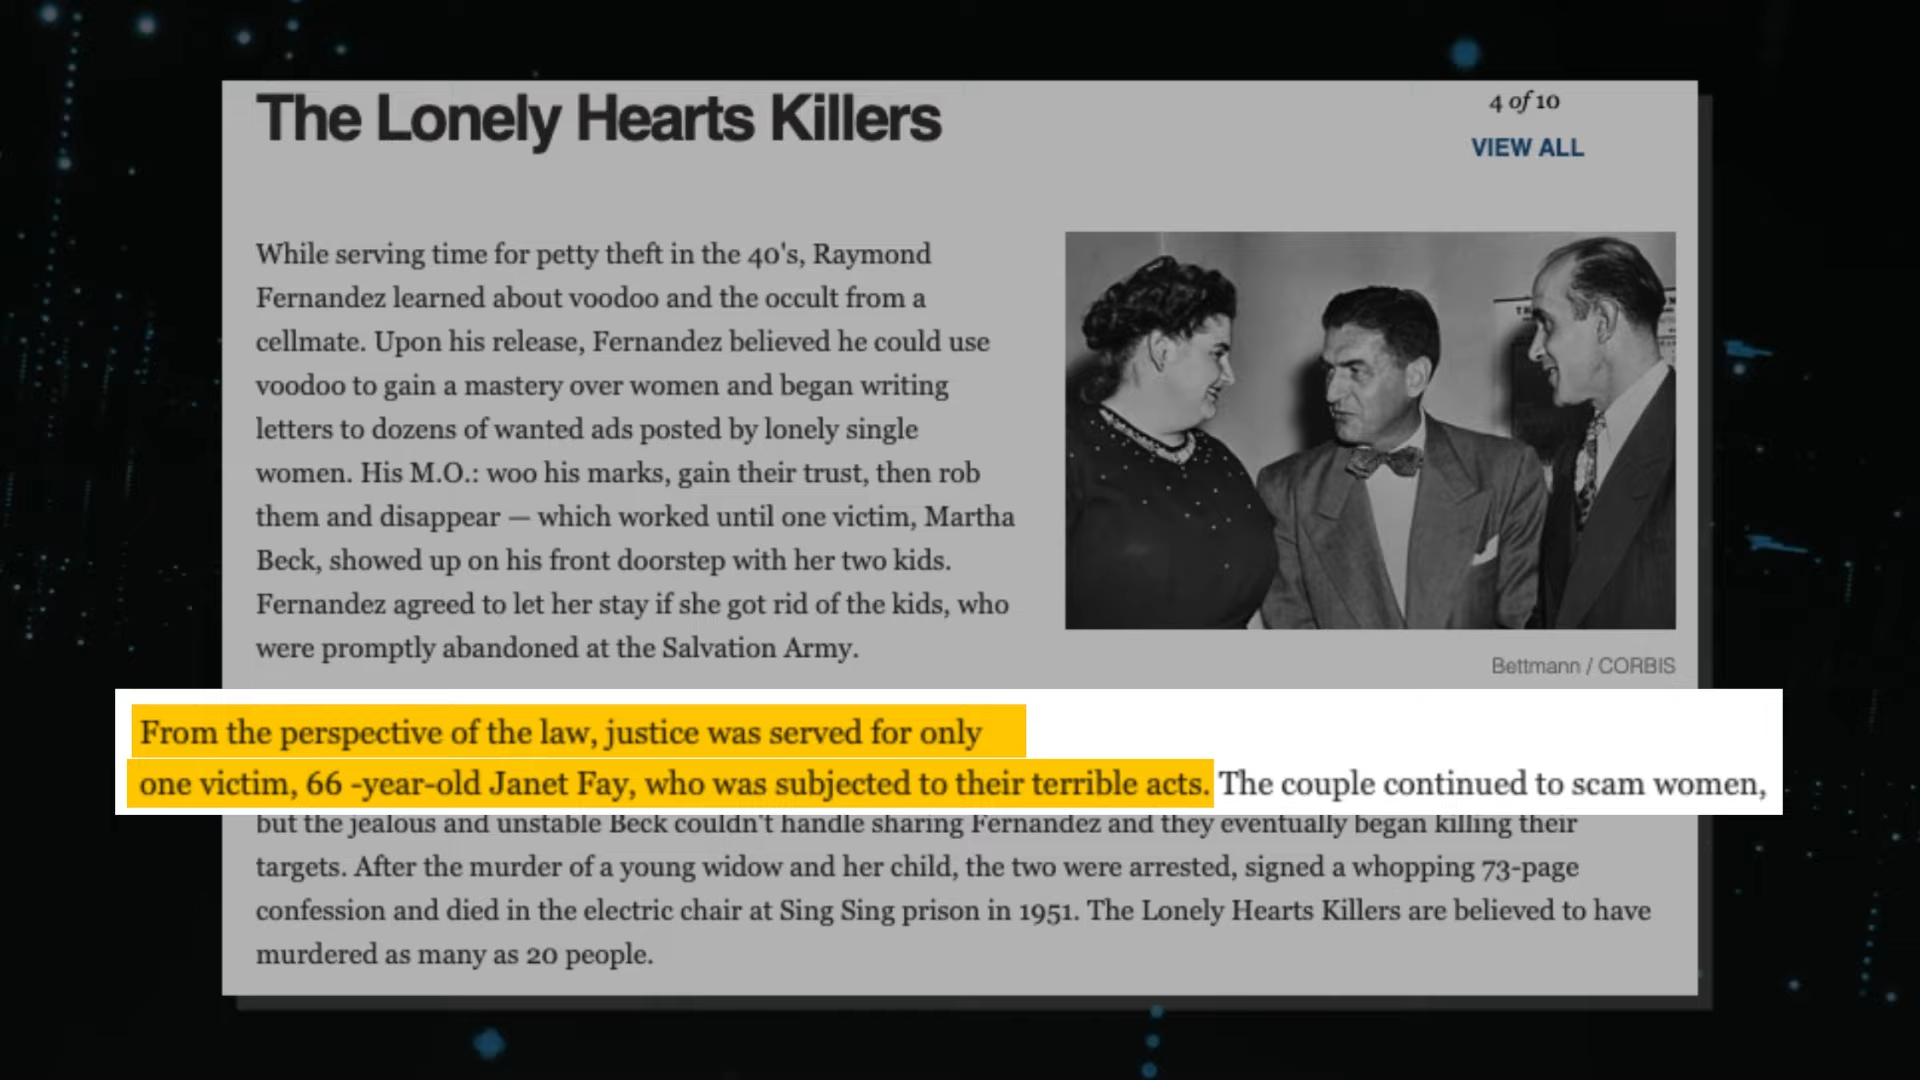 The Lonely Hearts Killers
4 of 10
VIEW ALL
While serving time for petty theft in the 40's, Raymond
Fernandez learned about voodoo and the occult from a
cellmate. Upon his release, Fernandez believed he could use
voodoo to gain a mastery over women and began writing
letters to dozens of wanted ads posted by lonely single
women. His M.O.: woo his marks, gain their trust, then rob
them and disappear — which worked until one victim, Martha
Beck, showed up on his front doorstep with her two kids.
Fernandez agreed to let her stay if she got rid of the kids, who
were promptly abandoned at the Salvation Army.
Bettmann / CORBIS
From the perspective of the law, justice was served for only
one victim, 66 -year-old Janet Fay, who was subjected to their terrible acts. The couple continued to scam women,
but the jealous and unstable Beck couldn't handle sharing Fernandez and they eventually began killing their
targets. After the murder of a young widow and her child, the two were arrested, signed a whopping 73-page
confession and died in the electric chair at Sing Sing prison in 1951. The Lonely Hearts Killers are believed to have
murdered as many as 20 people.